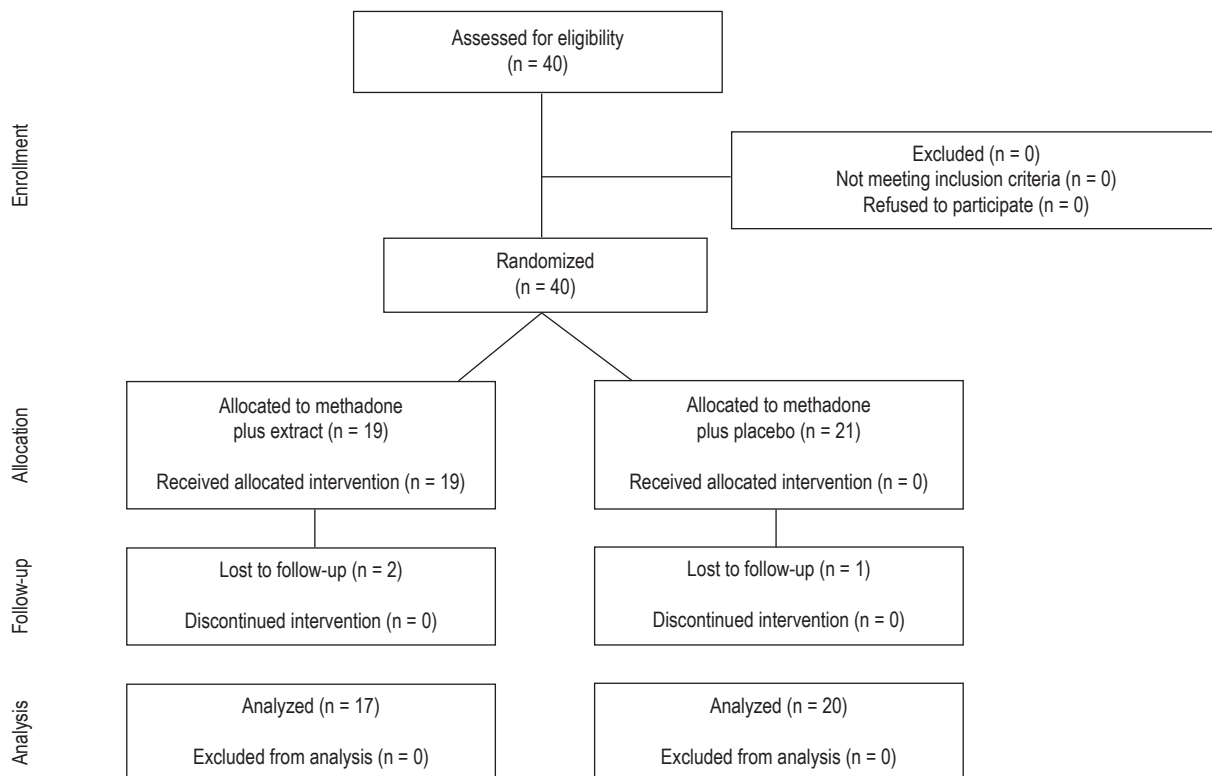 Enrollment
Assessed for eligibility
(n = 40)
Excluded (n = 0)
Not meeting inclusion criteria (n = 0)
Refused to participate (n = 0)
Randomized
(n = 40)
Allocation
Allocated to methadone
plus extract (n = 19)
Received allocated intervention (n = 19)
Allocated to methadone
plus placebo (n = 21)
Received allocated intervention (n = 0)
Follow-up
Lost to follow-up (n = 2)
Discontinued intervention (n = 0)
Lost to follow-up (n = 1)
Discontinued intervention (n = 0)
Analysis
Analyzed (n = 17)
Excluded from analysis (n = 0)
Analyzed (n = 20)
Excluded from analysis (n = 0)